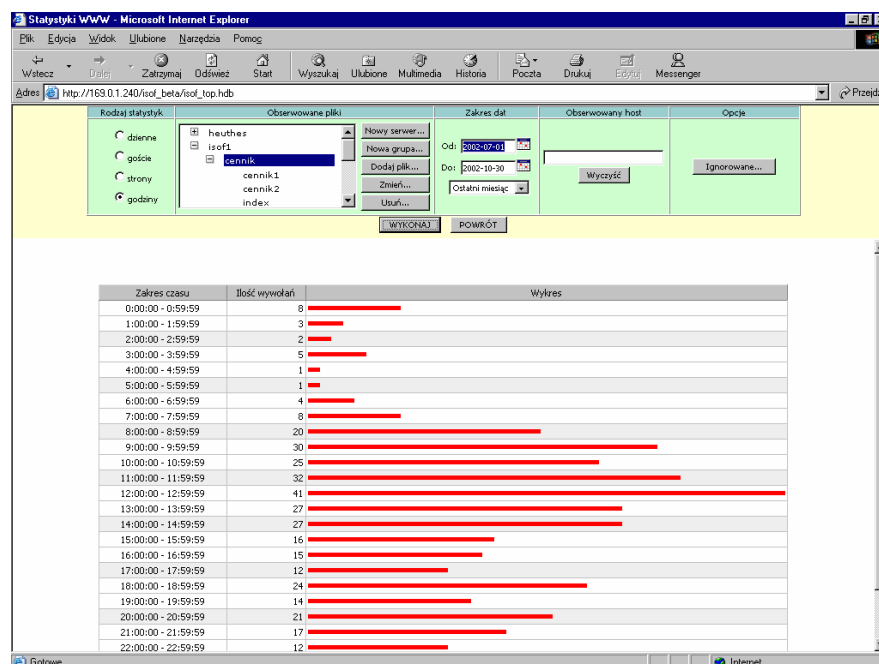 Statystyki WWW - Microsoft Internet Explorer
Plik Edycja Widok Ulubione Narzędzia Pomoc
Wstecz Dalej Zatrzymaj Odśwież Start Wyszukaj Ulubione Multimedia Historia Poczta Drukuj Edytuj Messenger
Adres http://169.0.1.240/isof_beta/isof_top.hdb Przejdź
Rodzaj statystyk Obserwowane pliki Zakres dat Obserwowany host Opcje
dzienne
goście
strony
godziny
heuthes
isof1
cennik
cennik1
cennik2
index
Nowy serwer...
Nowa grupa...
Dodaj plik...
Zmień...
Usuń...
Od: 2002-07-01
Do: 2002-10-30
Ostatni miesiąc
Wyczyść
Ignorowane...
WYKONAJ POWRÓT
Zakres czasu Ilość wywołań Wykres
0:00:00 - 0:59:59 8
1:00:00 - 1:59:59 3
2:00:00 - 2:59:59 2
3:00:00 - 3:59:59 5
4:00:00 - 4:59:59 1
5:00:00 - 5:59:59 1
6:00:00 - 6:59:59 4
7:00:00 - 7:59:59 8
8:00:00 - 8:59:59 20
9:00:00 - 9:59:59 30
10:00:00 - 10:59:59 25
11:00:00 - 11:59:59 32
12:00:00 - 12:59:59 41
13:00:00 - 13:59:59 27
14:00:00 - 14:59:59 27
15:00:00 - 15:59:59 16
16:00:00 - 16:59:59 15
17:00:00 - 17:59:59 12
18:00:00 - 18:59:59 24
19:00:00 - 19:59:59 14
20:00:00 - 20:59:59 21
21:00:00 - 21:59:59 17
22:00:00 - 22:59:59 12
Gotowe Internet